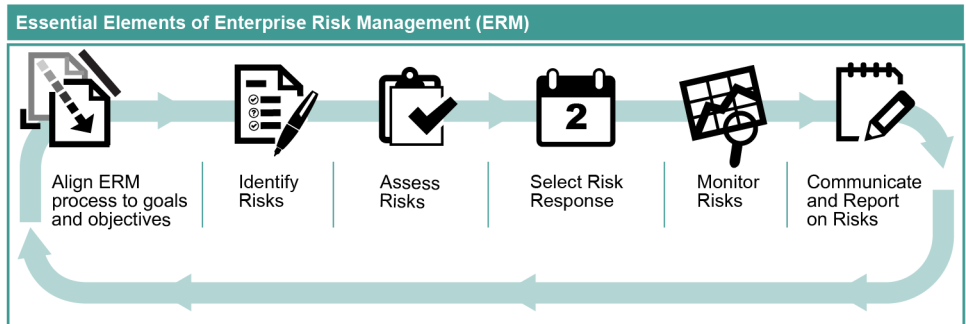 Essential Elements of Enterprise Risk Management (ERM)
2
Align ERM
process to goals
and objectives
Identify
Risks
Assess
Risks
Select Risk
Response
Monitor
Risks
Communicate
and Report
on Risks